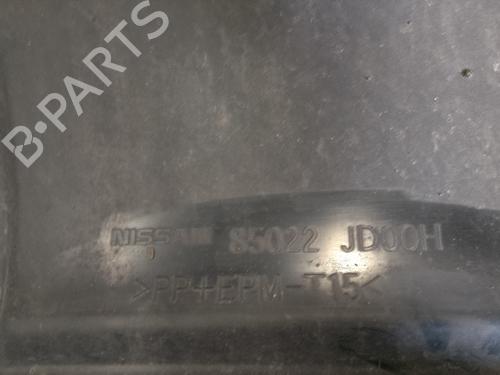 B-PARTS
NISSAN 85022 JD00H
>PP+EPM-T15<